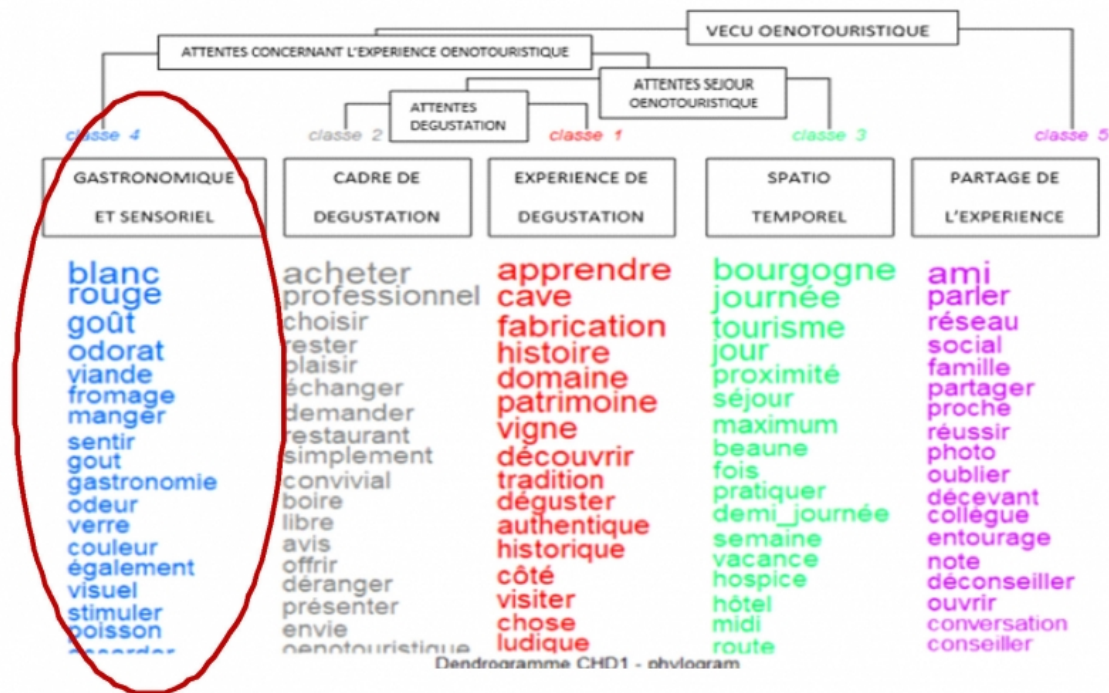 VECU OENOTOURISTIQUE
ATTENTES CONCERNANT L'EXPERIENCE OENOTOURISTIQUE
ATTENTES SEJOUR
OENOTOURISTIQUE
ATTENTES
DEGUSTATION
classe 4
classe 2
classe 1
classe 3
classe 5
GASTRONOMIQUE
ET SENSORIEL
CADRE DE
DEGUSTATION
EXPERIENCE DE
DEGUSTATION
SPATIO
TEMPOREL
PARTAGE DE
L'EXPERIENCE
blanc
rouge
goût
odorat
viande
fromage
manger
sentir
gout
gastronomie
odeur
verre
couleur
également
visuel
stimuler
poisson
accorder
acheter
professionnel
choisir
rester
plaisir
échanger
demander
restaurant
simplement
convivial
boire
libre
avis
offrir
déranger
présenter
envie
oenotouristique
apprendre
cave
fabrication
histoire
domaine
patrimoine
vigne
découvrir
tradition
déguster
authentique
historique
côté
visiter
chose
ludique
bourgogne
journée
tourisme
jour
proximité
séjour
maximum
beaune
fois
pratiquer
demi_journée
semaine
vacance
hospice
hôtel
midi
route
ami
parler
réseau
social
famille
partager
proche
réussir
photo
oublier
décevant
collègue
entourage
note
déconseiller
ouvrir
conversation
conseiller
Dendrogramme CHD1 - phylogram